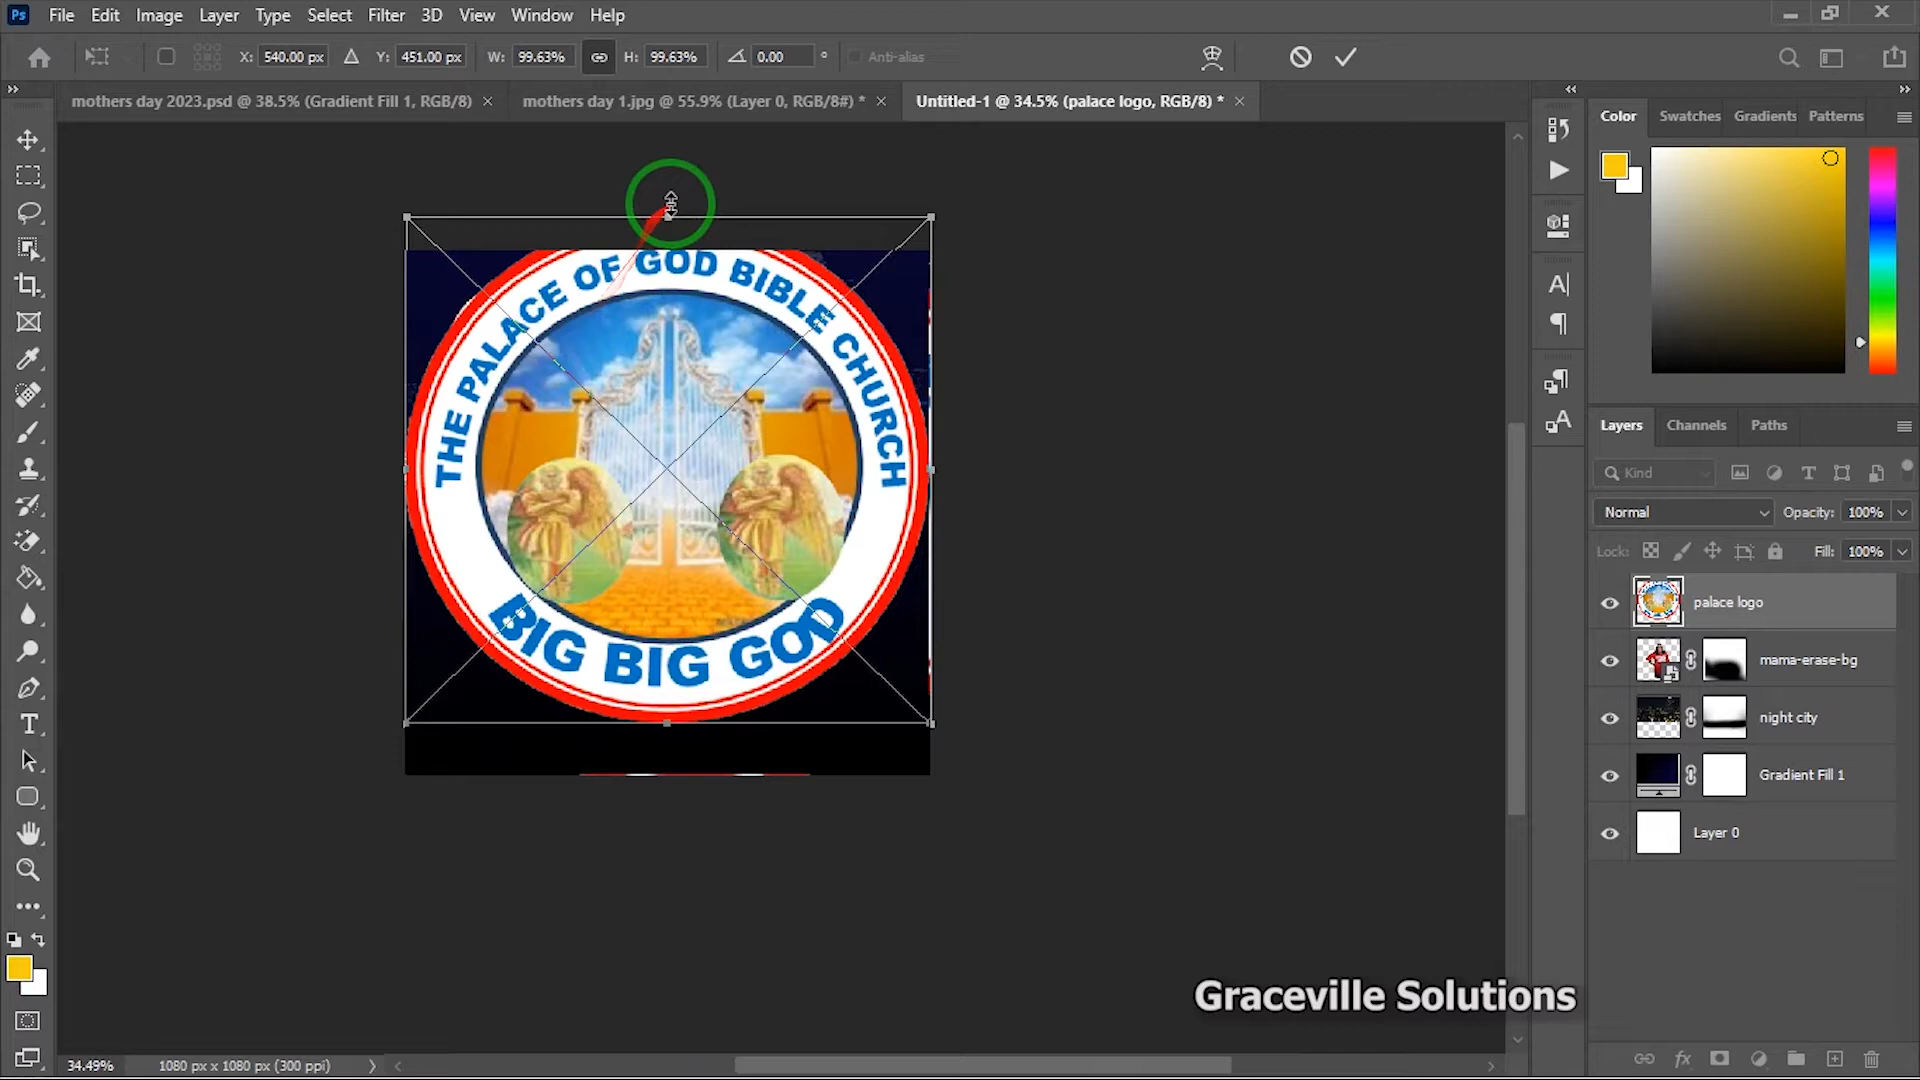 Ps File Edit Image Layer Type Select Filter 3D View Window Help
X: 540.00 px Y: 451.00 px W: 99.63% H: 99.63% 0.00 ° Anti-alias
mothers day 2023.psd @ 38.5% (Gradient Fill 1, RGB/8) mothers day 1.jpg @ 55.9% (Layer 0, RGB/8#) * Untitled-1 @ 34.5% (palace logo, RGB/8) *
Color Swatches Gradients Patterns
THE PALACE OF GOD BIBLE CHURCH
BIG BIG GOD
Layers Channels Paths
Kind
Normal Opacity: 100%
Lock: Fill: 100%
palace logo
mama-erase-bg
night city
Gradient Fill 1
Layer 0
Graceville Solutions
34.49% 1080 px x 1080 px (300 ppi)